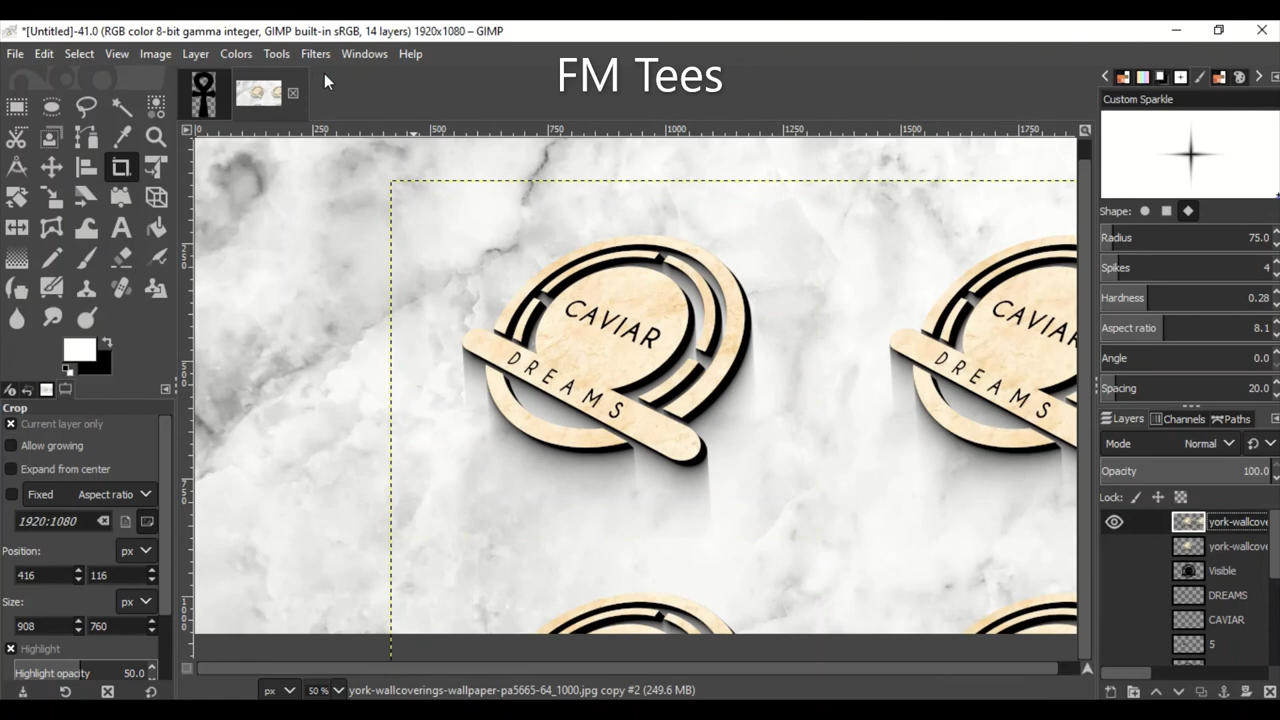 *[Untitled]-41.0 (RGB color 8-bit gamma integer, GIMP built-in sRGB, 14 layers) 1920x1080 – GIMP
File Edit Select View Image Layer Colors Tools Filters Windows Help
FM Tees
0 250 500 750 1000 1250 1500 1750
250
500
750
1000
CAVIAR
DREAMS
CAVIAR
DREAMS
Crop
Current layer only
Allow growing
Expand from center
Fixed Aspect ratio
1920:1080
Position: px
416 116
Size: px
908 760
Highlight
Highlight opacity 50.0
px 50 % york-wallcoverings-wallpaper-pa5665-64_1000.jpg copy #2 (249.6 MB)
Custom Sparkle
Shape:
Radius 75.0
Spikes 4
Hardness 0.28
Aspect ratio 8.1
Angle 0.0
Spacing 20.0
Layers Channels Paths
Mode Normal
Opacity 100.0
Lock:
york-wallcove
york-wallcove
Visible
DREAMS
CAVIAR
5